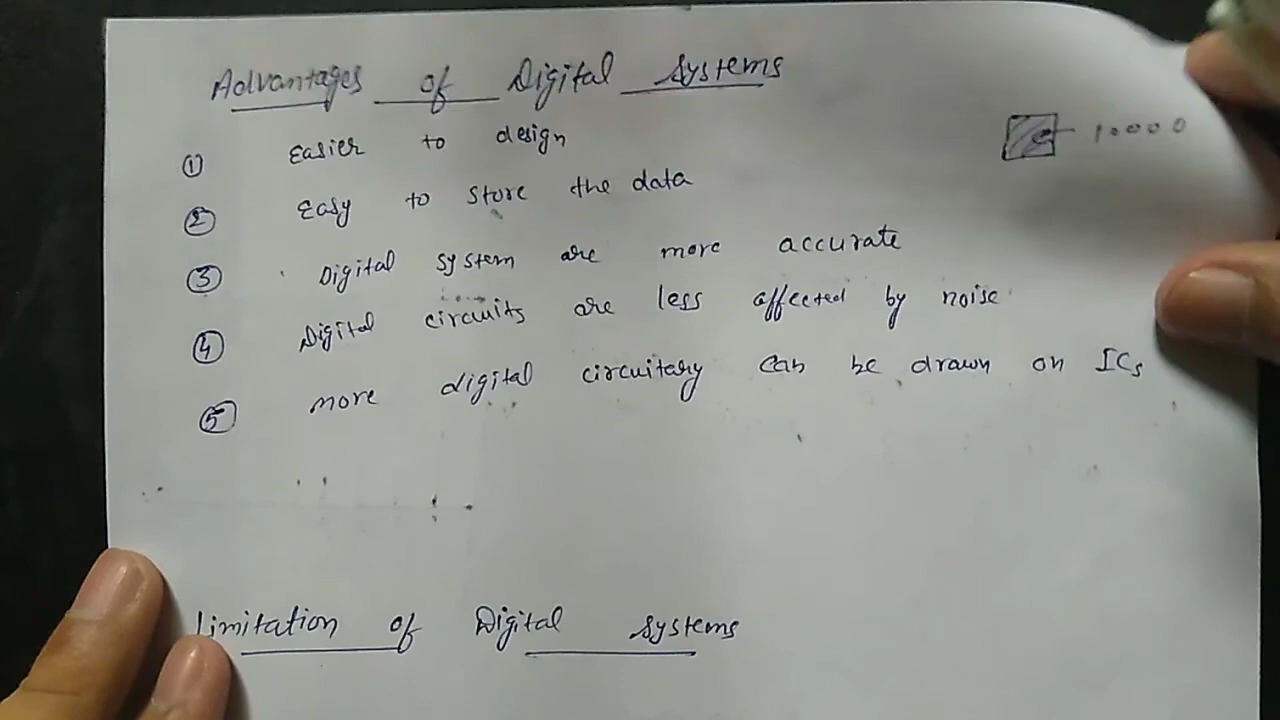 Advantages of Digital Systems
10000
① Easier to design
② Easy to store the data
③ Digital system are more accurate
④ Digital circuits are less affected by noise
⑤ more digital circuitary can be drawn on ICs
Limitation of Digital Systems